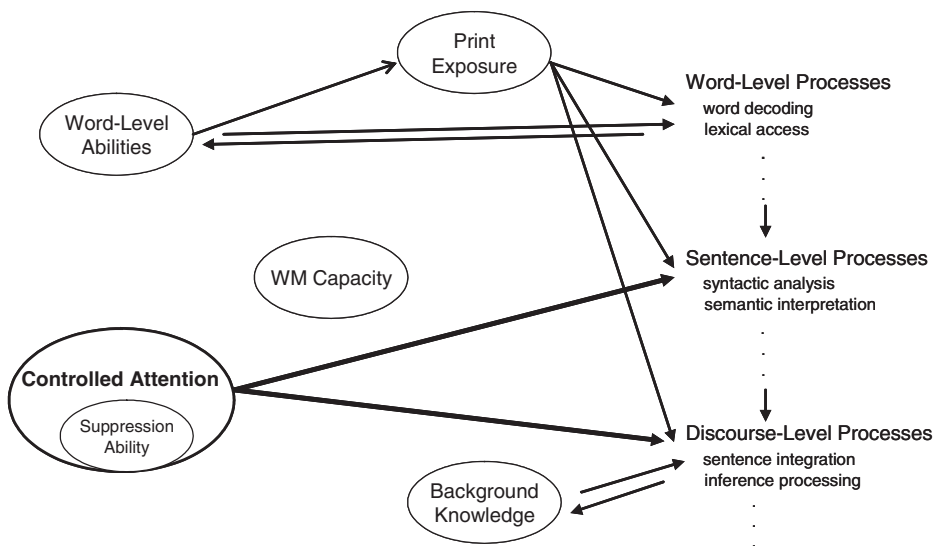 Print
Exposure
Word-Level
Abilities
Word-Level Processes
word decoding
lexical access
WM Capacity
Sentence-Level Processes
syntactic analysis
semantic interpretation
Controlled Attention
Suppression
Ability
Discourse-Level Processes
sentence integration
inference processing
Background
Knowledge